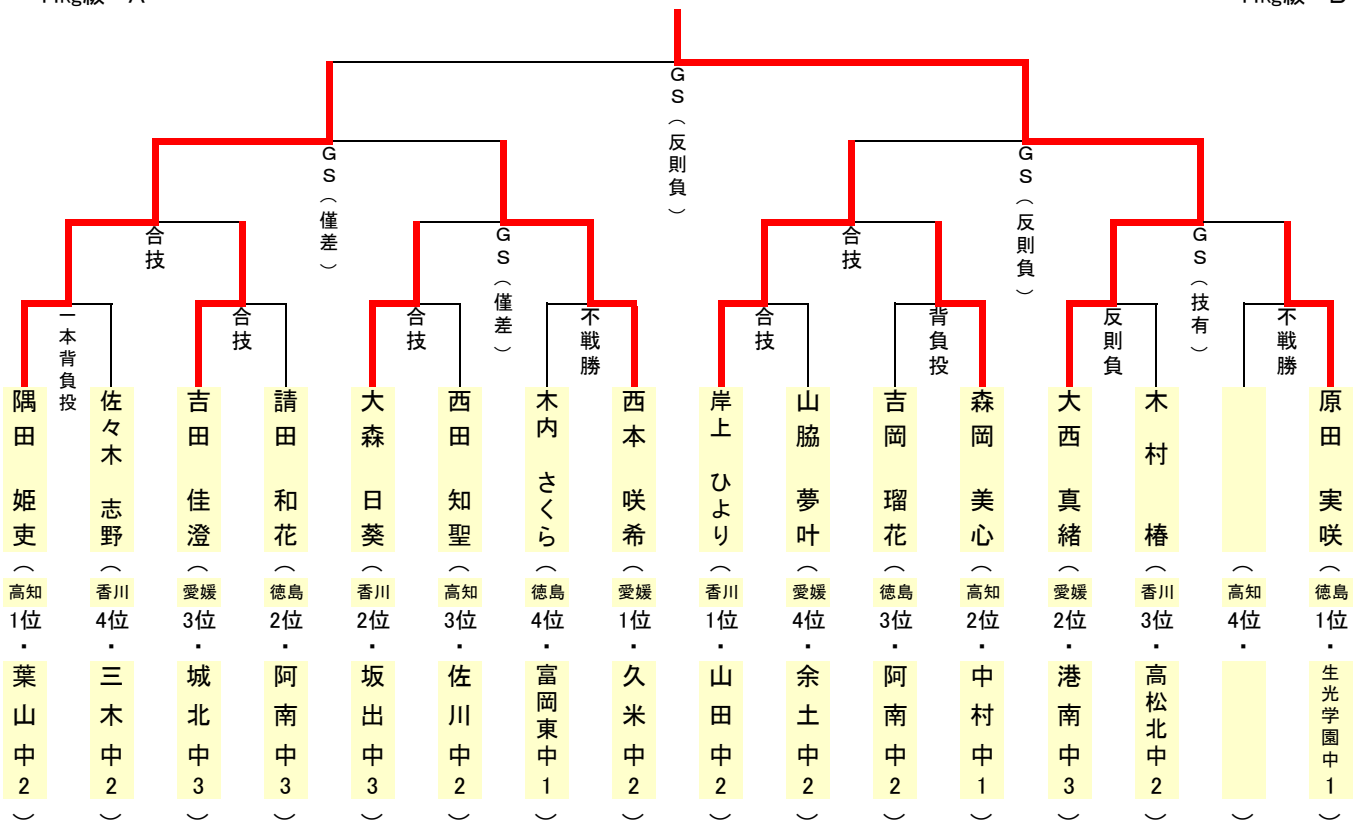 GS（反則負）
GS（僅差）
GS（反則負）
合技
GS（僅差）
合技
GS（技有）
一本背負投
合技
合技
不戦勝
合技
背負投
反則負
不戦勝
隅田 姫吏（高知1位・葉山中2）
佐々木 志野（香川4位・三木中2）
吉田 佳澄（愛媛3位・城北中3）
請田 和花（徳島2位・阿南中3）
大森 日葵（香川2位・坂出中3）
西田 知聖（高知3位・佐川中2）
木内 さくら（徳島4位・富岡東中1）
西本 咲希（愛媛1位・久米中2）
岸上 ひより（香川1位・山田中2）
山脇 夢叶（愛媛4位・余土中2）
吉岡 瑠花（徳島3位・阿南中2）
森岡 美心（高知2位・中村中1）
大西 真緒（愛媛2位・港南中3）
木村 椿（香川3位・高松北中2）
（高知4位・ ）
原田 実咲（徳島1位・生光学園中1）